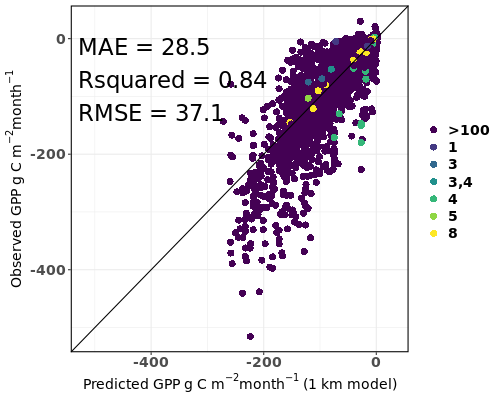 MAE = 28.5
Rsquared = 0.84
RMSE = 37.1
0
-200
-400
Observed GPP g C m⁻²month⁻¹
-400 -200 0
Predicted GPP g C m⁻²month⁻¹ (1 km model)
>100
1
3
3,4
4
5
8